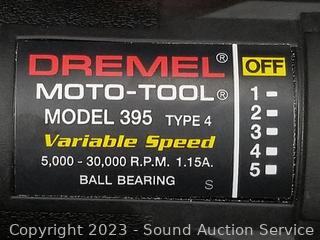 DREMEL®
MOTO-TOOL®
MODEL 395 TYPE 4
Variable Speed
5,000 - 30,000 R.P.M. 1.15A.
BALL BEARING S
OFF
1
2
3
4
5
Copyright 2023 - Sound Auction Service